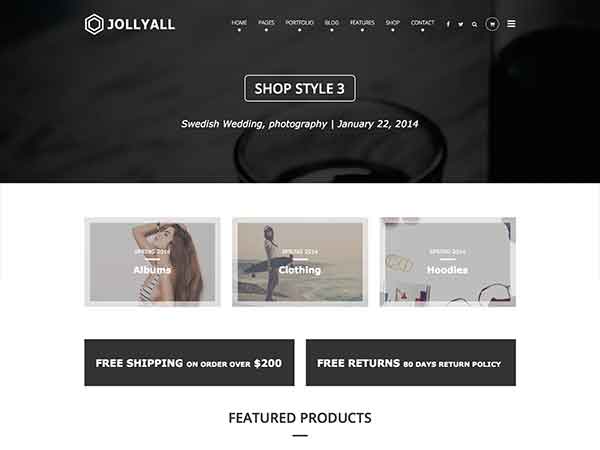 JOLLYALL
HOME PAGES PORTFOLIO BLOG FEATURES SHOP CONTACT
SHOP STYLE 3
Swedish Wedding, photography | January 22, 2014
SPRING 2014
Albums
SPRING 2014
Clothing
SPRING 2014
Hoodies
FREE SHIPPING ON ORDER OVER $200
FREE RETURNS 80 DAYS RETURN POLICY
FEATURED PRODUCTS